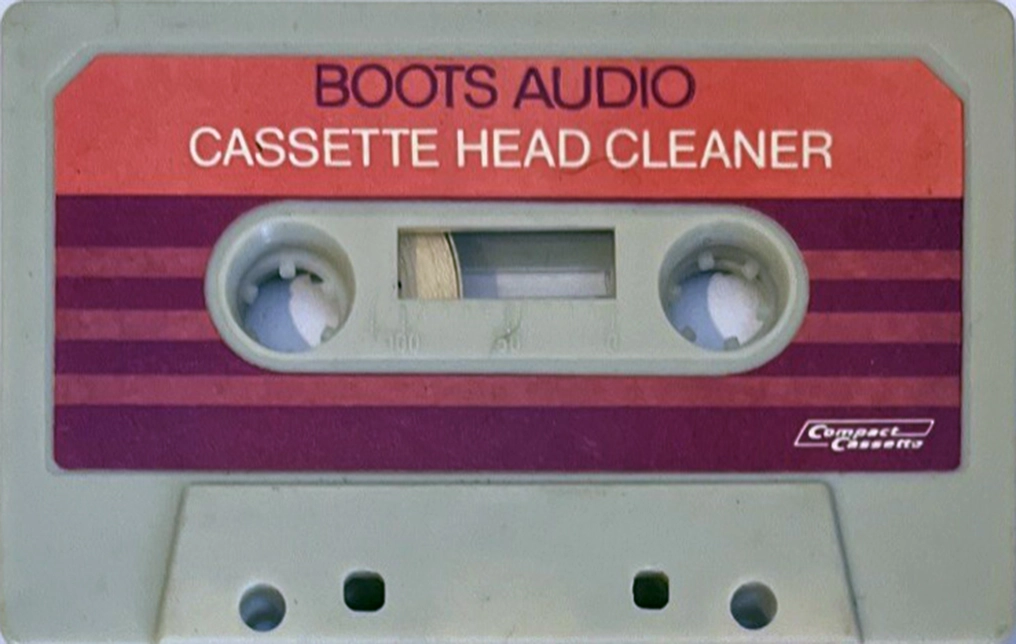 BOOTS AUDIO
CASSETTE HEAD CLEANER
100 50 0
Compact
Cassette